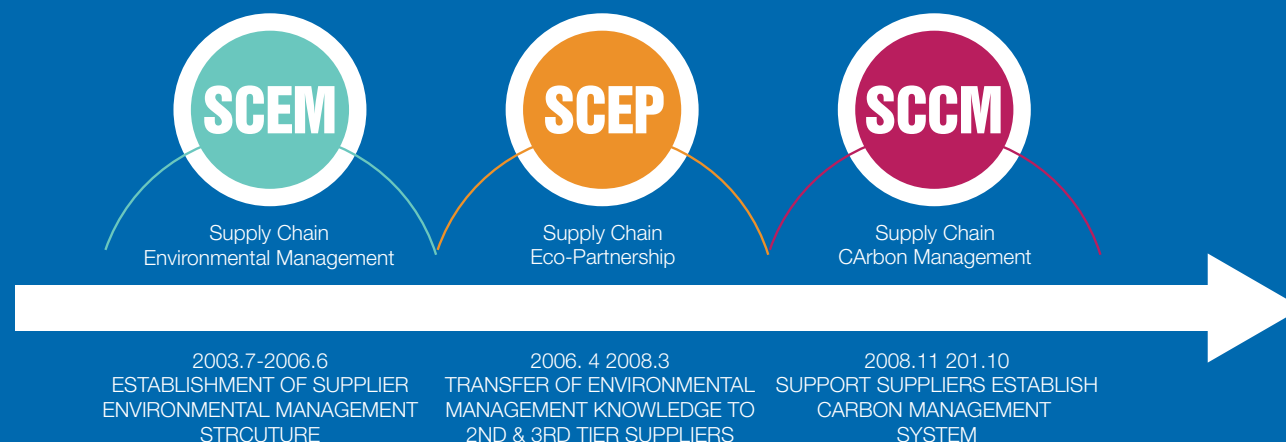 SCEM
Supply Chain
Environmental Management
2003.7-2006.6
ESTABLISHMENT OF SUPPLIER
ENVIRONMENTAL MANAGEMENT
STRCUTURE
SCEP
Supply Chain
Eco-Partnership
2006. 4 2008.3
TRANSFER OF ENVIRONMENTAL
MANAGEMENT KNOWLEDGE TO
2ND & 3RD TIER SUPPLIERS
SCCM
Supply Chain
CArbon Management
2008.11 201.10
SUPPORT SUPPLIERS ESTABLISH
CARBON MANAGEMENT
SYSTEM